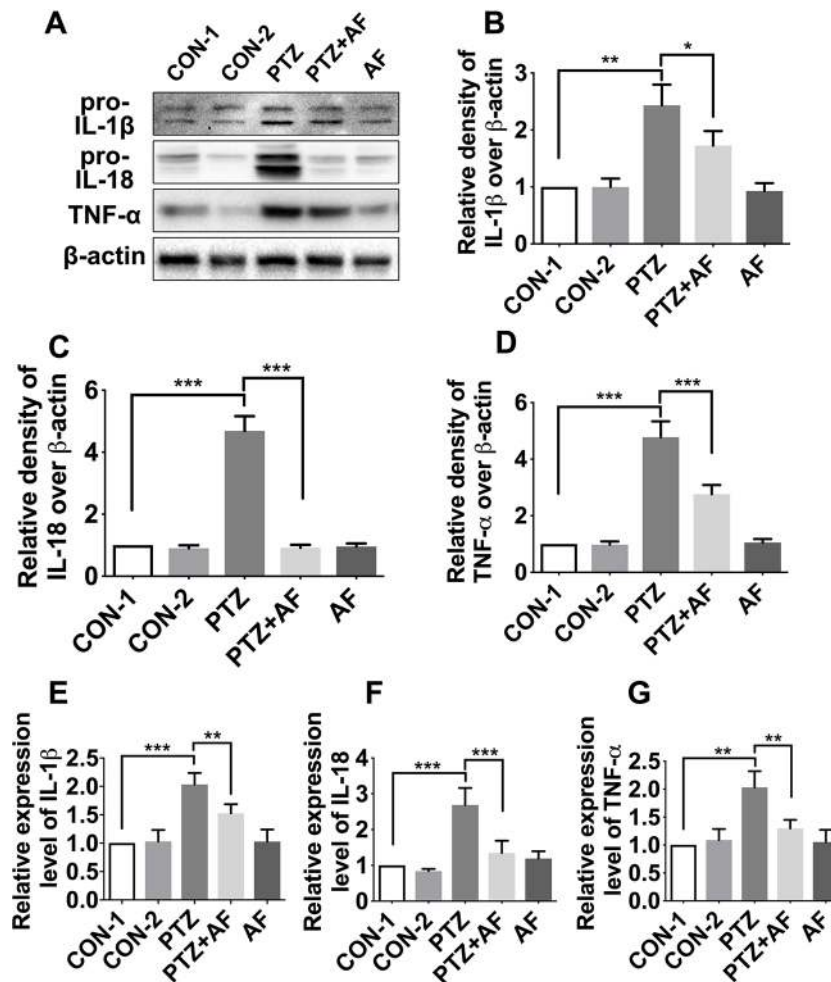 A
CON-1
CON-2
PTZ
PTZ+AF
AF
pro-
IL-1β
pro-
IL-18
TNF-α
β-actin
B
Relative density of
IL-1β over β-actin
3
2
1
0
**
*
CON-1
CON-2
PTZ
PTZ+AF
AF
C
Relative density of
IL-18 over β-actin
6
4
2
0
***
***
CON-1
CON-2
PTZ
PTZ+AF
AF
D
Relative density of
TNF-α over β-actin
6
4
2
0
***
***
CON-1
CON-2
PTZ
PTZ+AF
AF
E
Relative expression
level of IL-1β
2.5
2.0
1.5
1.0
0.5
0.0
***
**
CON-1
CON-2
PTZ
PTZ+AF
AF
F
Relative expression
level of IL-18
4
3
2
1
0
***
***
CON-1
CON-2
PTZ
PTZ+AF
AF
G
Relative expression
level of TNF-α
2.5
2.0
1.5
1.0
0.5
0.0
**
**
CON-1
CON-2
PTZ
PTZ+AF
AF